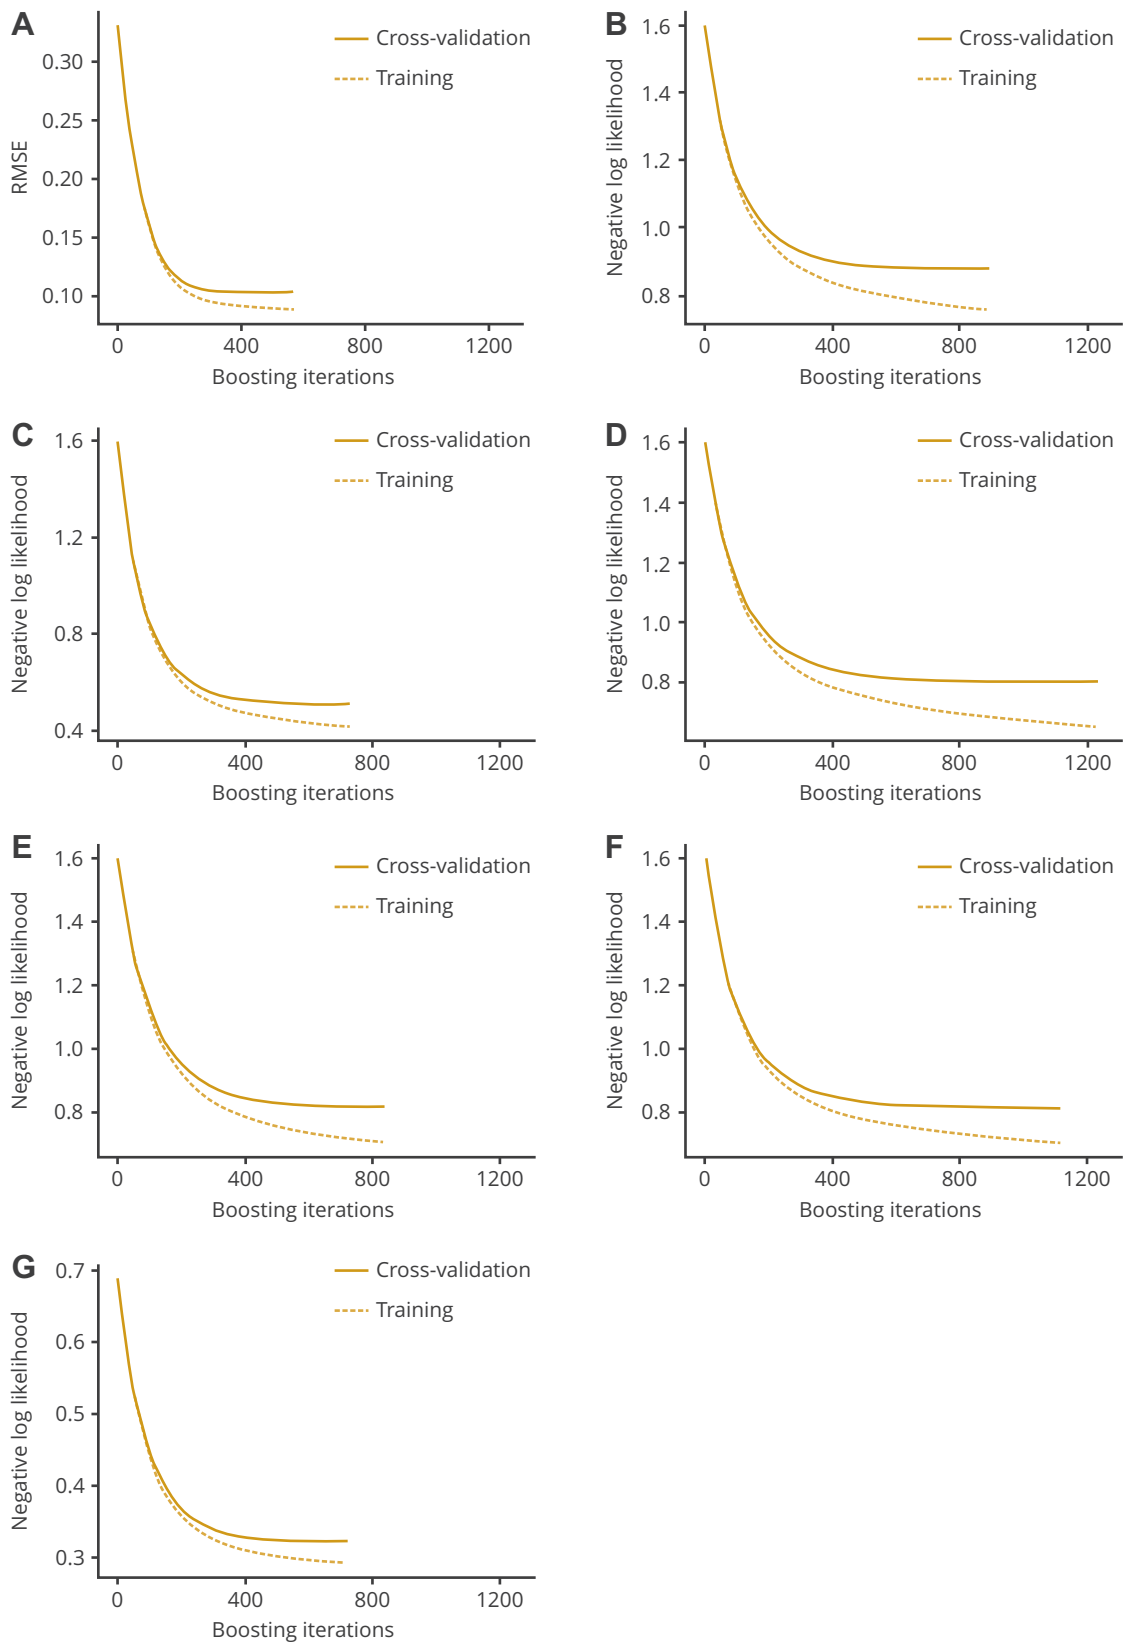 A
Cross-validation
Training
RMSE
0.30
0.25
0.20
0.15
0.10
0 400 800 1200
Boosting iterations
B
Cross-validation
Training
Negative log likelihood
1.6
1.4
1.2
1.0
0.8
0 400 800 1200
Boosting iterations
C
Cross-validation
Training
Negative log likelihood
1.6
1.2
0.8
0.4
0 400 800 1200
Boosting iterations
D
Cross-validation
Training
Negative log likelihood
1.6
1.4
1.2
1.0
0.8
0 400 800 1200
Boosting iterations
E
Cross-validation
Training
Negative log likelihood
1.6
1.4
1.2
1.0
0.8
0 400 800 1200
Boosting iterations
F
Cross-validation
Training
Negative log likelihood
1.6
1.4
1.2
1.0
0.8
0 400 800 1200
Boosting iterations
G
Cross-validation
Training
Negative log likelihood
0.7
0.6
0.5
0.4
0.3
0 400 800 1200
Boosting iterations